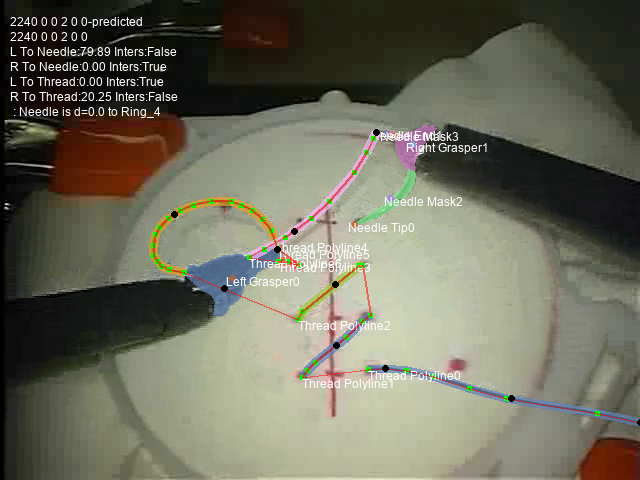 2240 0 0 2 0 0-predicted
2240 0 0 2 0 0
L To Needle:79.89 Inters:False
R To Needle:0.00 Inters:True
L To Thread:0.00 Inters:True
R To Thread:20.25 Inters:False
: Needle is d=0.0 to Ring_4
Needle Mask3
Right Grasper1
Needle Mask2
Needle Tip0
Thread Polyline4
Thread Polyline5
Thread Polyline3
Left Grasper0
Thread Polyline2
Thread Polyline0
Thread Polyline1